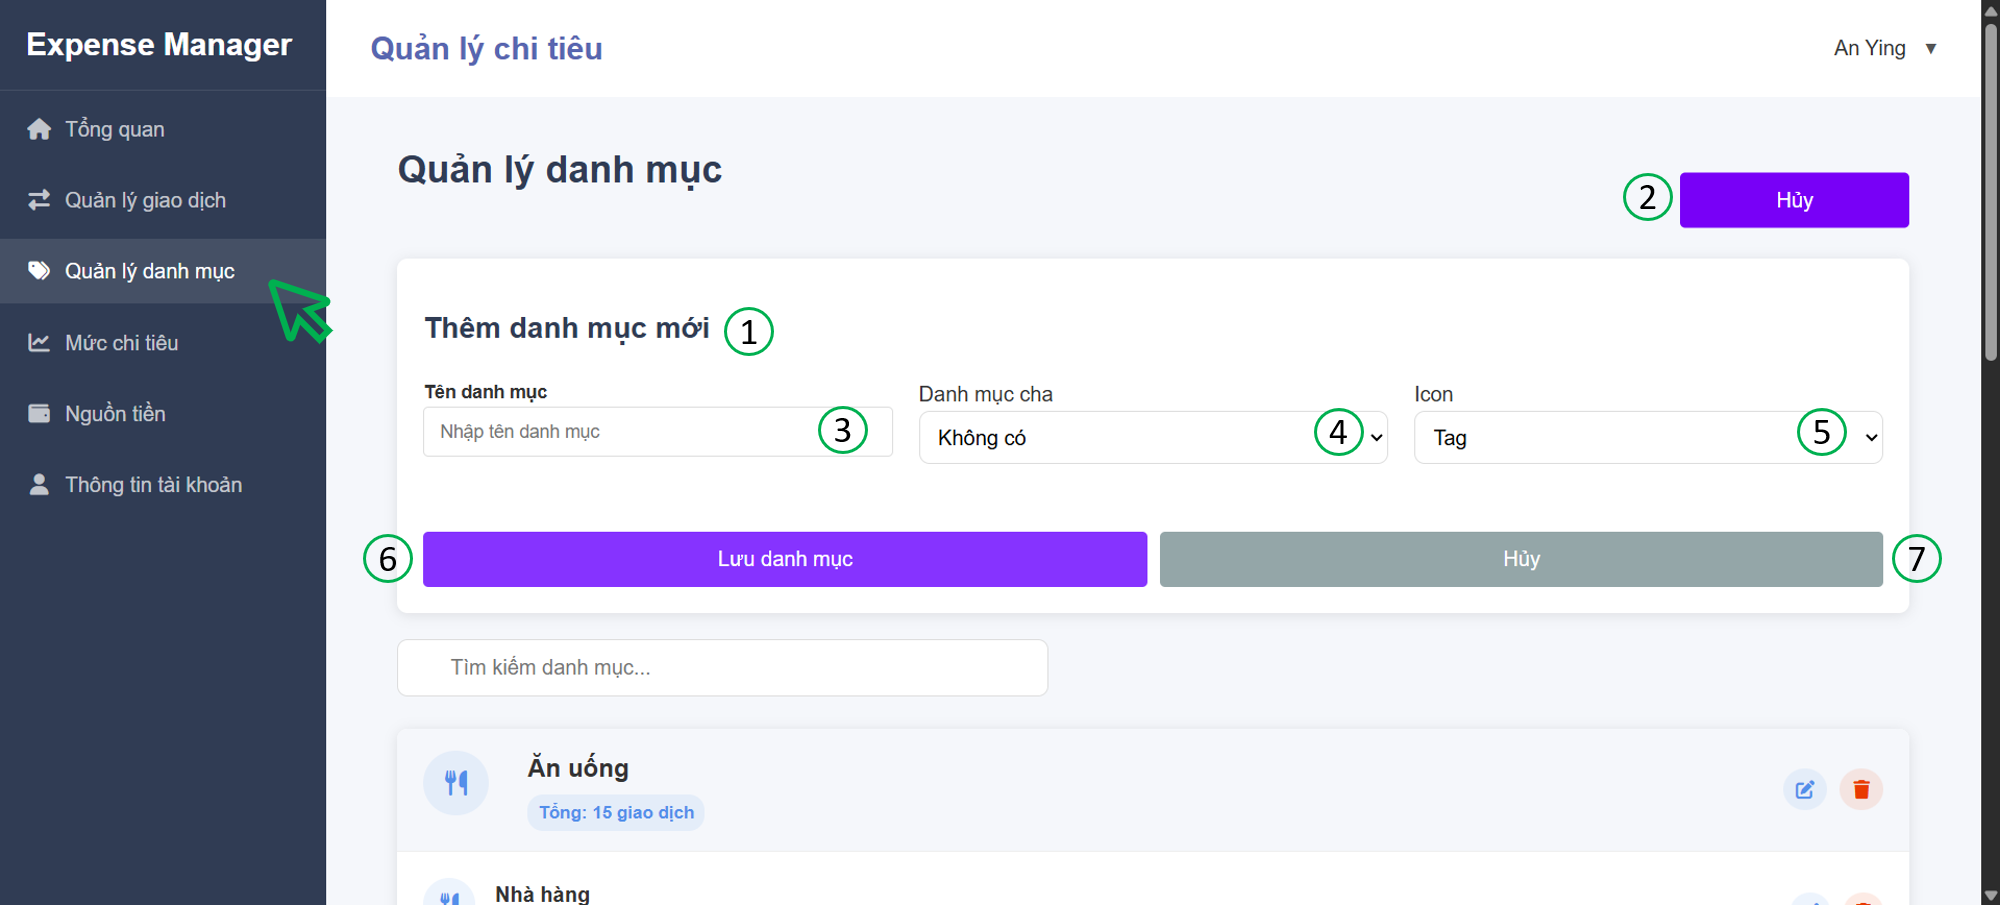 Expense Manager
Quản lý chi tiêu
An Ying ▼
Tổng quan
Quản lý giao dịch
Quản lý danh mục
Mức chi tiêu
Nguồn tiền
Thông tin tài khoản
Quản lý danh mục
2
Hủy
Thêm danh mục mới
1
Tên danh mục
Danh mục cha
Icon
Nhập tên danh mục
3
Không có
4
Tag
5
6
Lưu danh mục
Hủy
7
Tìm kiếm danh mục...
Ăn uống
Tổng: 15 giao dịch
Nhà hàng